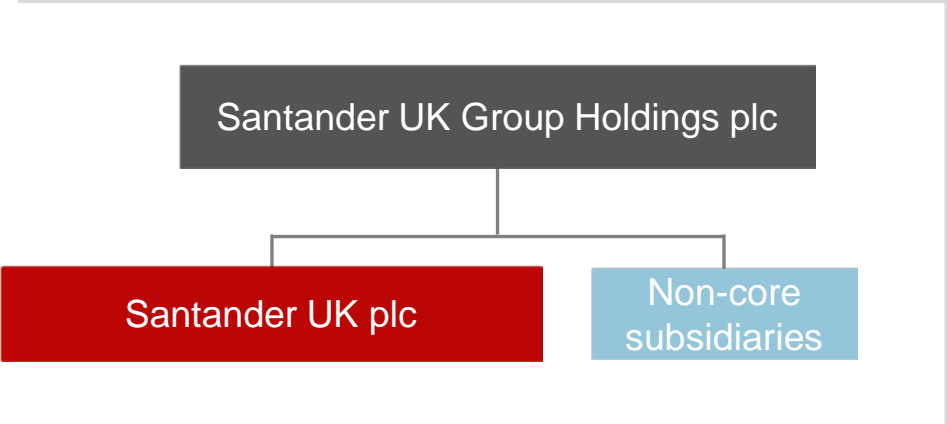 Santander UK Group Holdings plc
Santander UK plc
Non-core
subsidiaries